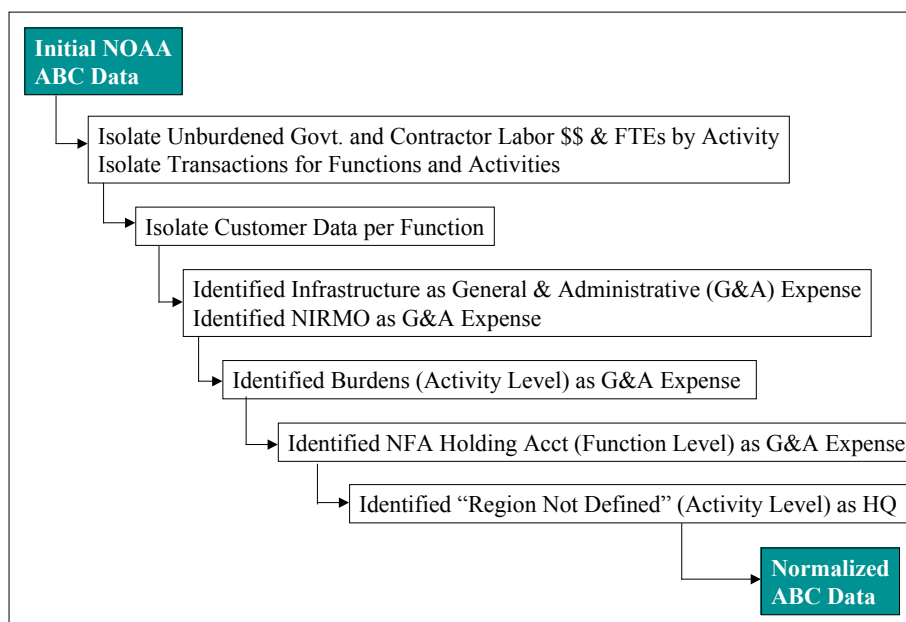 Initial NOAA
ABC Data
Isolate Unburdened Govt. and Contractor Labor $$ & FTEs by Activity
Isolate Transactions for Functions and Activities
Isolate Customer Data per Function
Identified Infrastructure as General & Administrative (G&A) Expense
Identified NIRMO as G&A Expense
Identified Burdens (Activity Level) as G&A Expense
Identified NFA Holding Acct (Function Level) as G&A Expense
Identified “Region Not Defined” (Activity Level) as HQ
Normalized
ABC Data